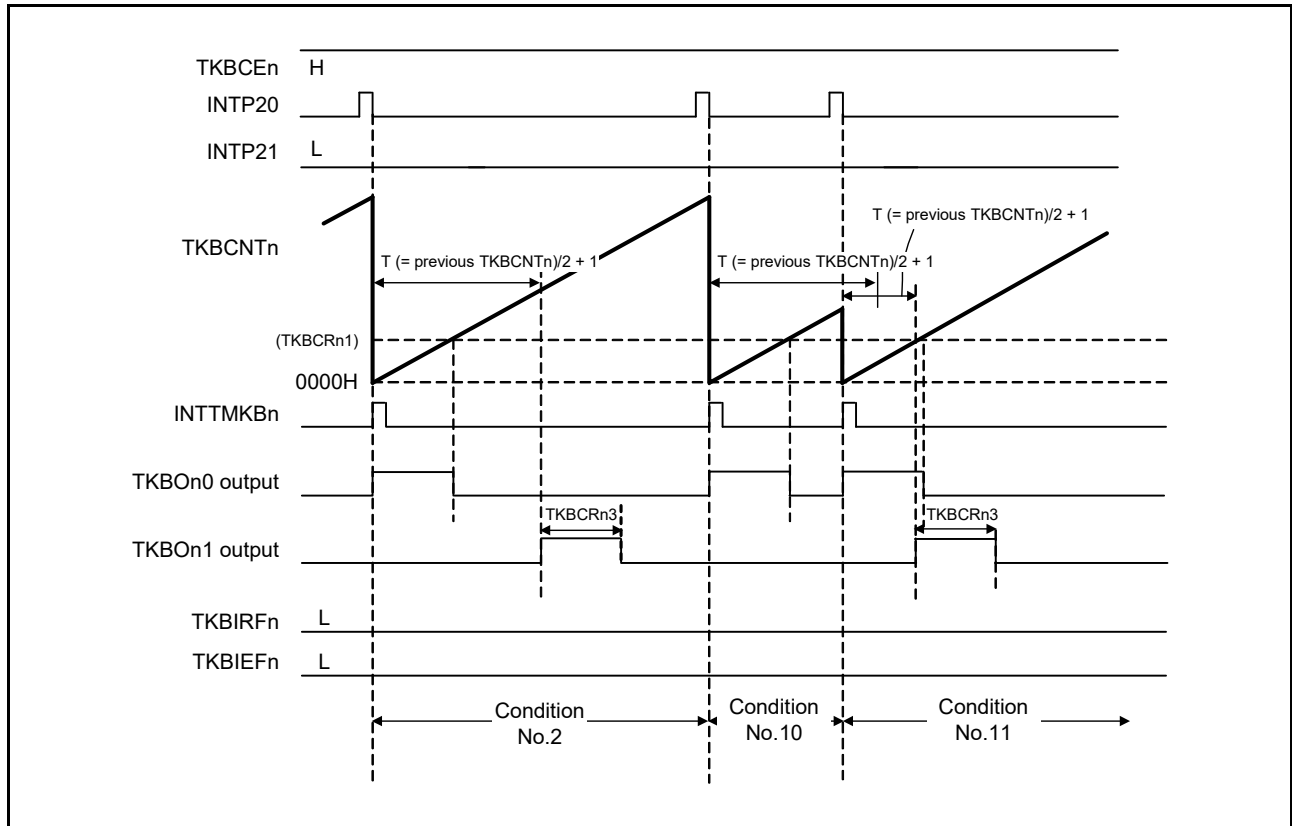 TKBCEn H
INTP20
INTP21 L
T (= previous TKBCNTn)/2 + 1
TKBCNTn
T (= previous TKBCNTn)/2 + 1 T (= previous TKBCNTn)/2 + 1
(TKBCRn1)
0000H
INTTMKBn
TKBOn0 output
TKBCRn3 TKBCRn3
TKBOn1 output
TKBIRFn L
TKBIEFn L
Condition Condition Condition
No.2 No.10 No.11